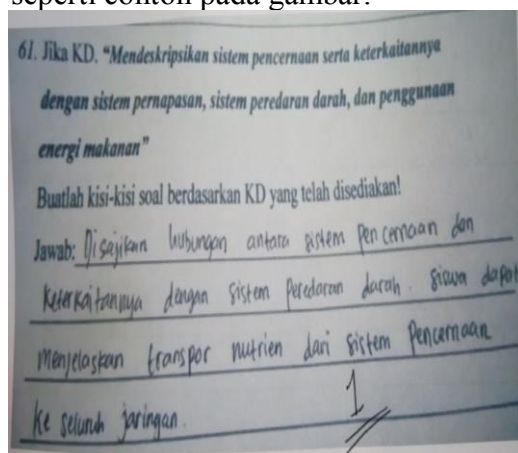 seperti contoh pada gambar.
61. Jika KD. “Mendeskripsikan sistem pencernaan serta keterkaitannya
dengan sistem pernapasan, sistem peredaran darah, dan penggunaan
energi makanan”
Buatlah kisi-kisi soal berdasarkan KD yang telah disediakan!
Jawab: Disajikan hubungan antara sistem pencernaan dan
keterkaitannya dengan sistem peredaran darah. siswa dapat
menjelaskan transpor nutrien dari sistem pencernaan
ke seluruh jaringan.
1